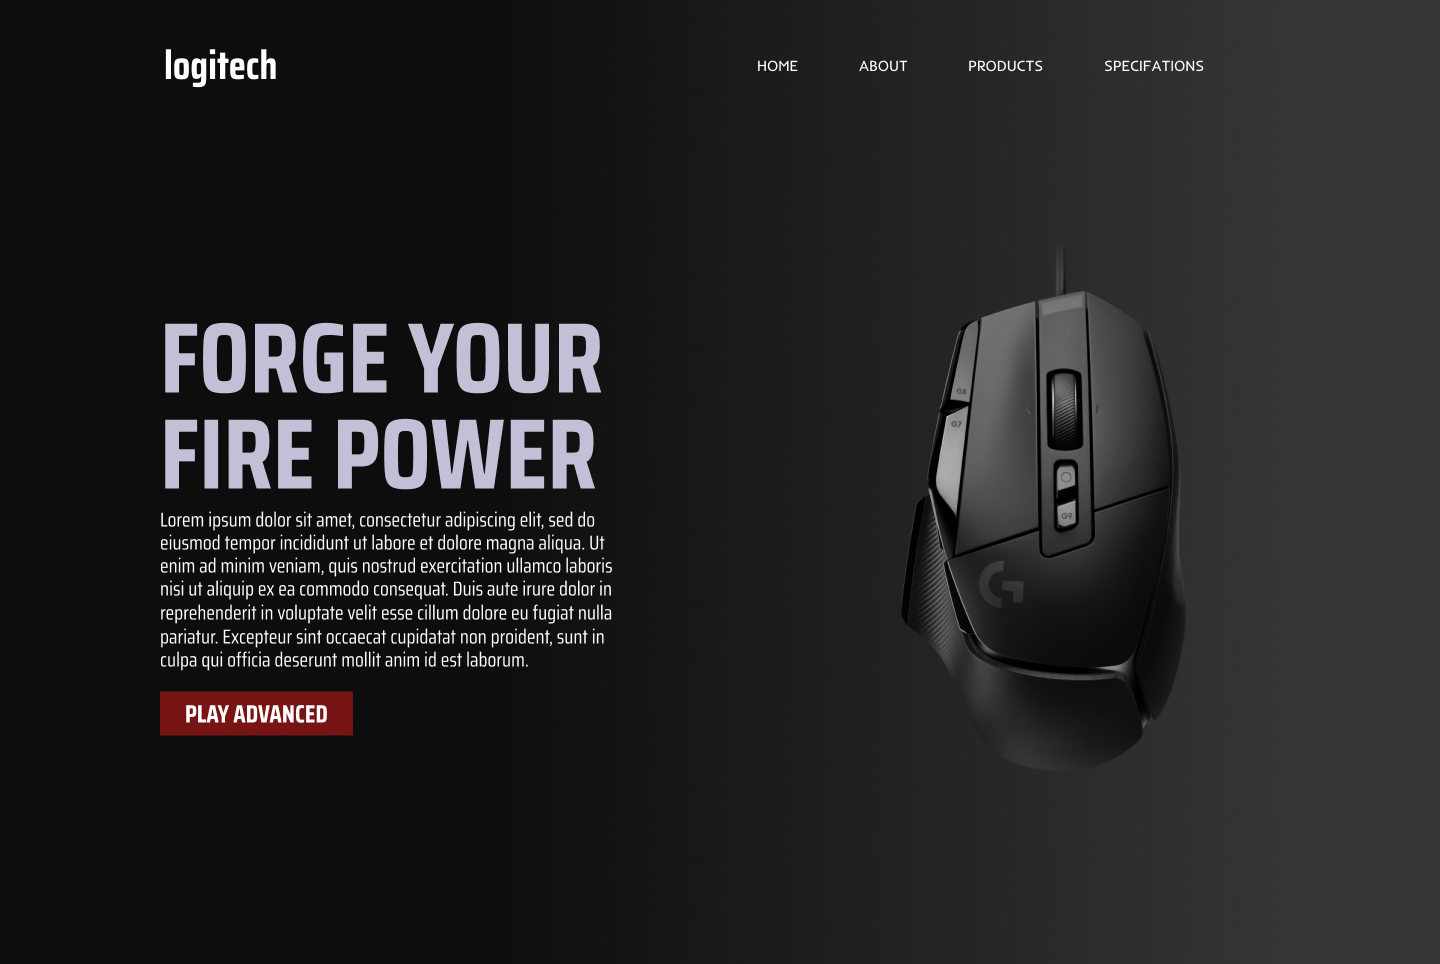 logitech
HOME ABOUT PRODUCTS SPECIFATIONS
FORGE YOUR
FIRE POWER
Lorem ipsum dolor sit amet, consectetur adipiscing elit, sed do
eiusmod tempor incididunt ut labore et dolore magna aliqua. Ut
enim ad minim veniam, quis nostrud exercitation ullamco laboris
nisi ut aliquip ex ea commodo consequat. Duis aute irure dolor in
reprehenderit in voluptate velit esse cillum dolore eu fugiat nulla
pariatur. Excepteur sint occaecat cupidatat non proident, sunt in
culpa qui officia deserunt mollit anim id est laborum.
PLAY ADVANCED
G8
G7
G9
G